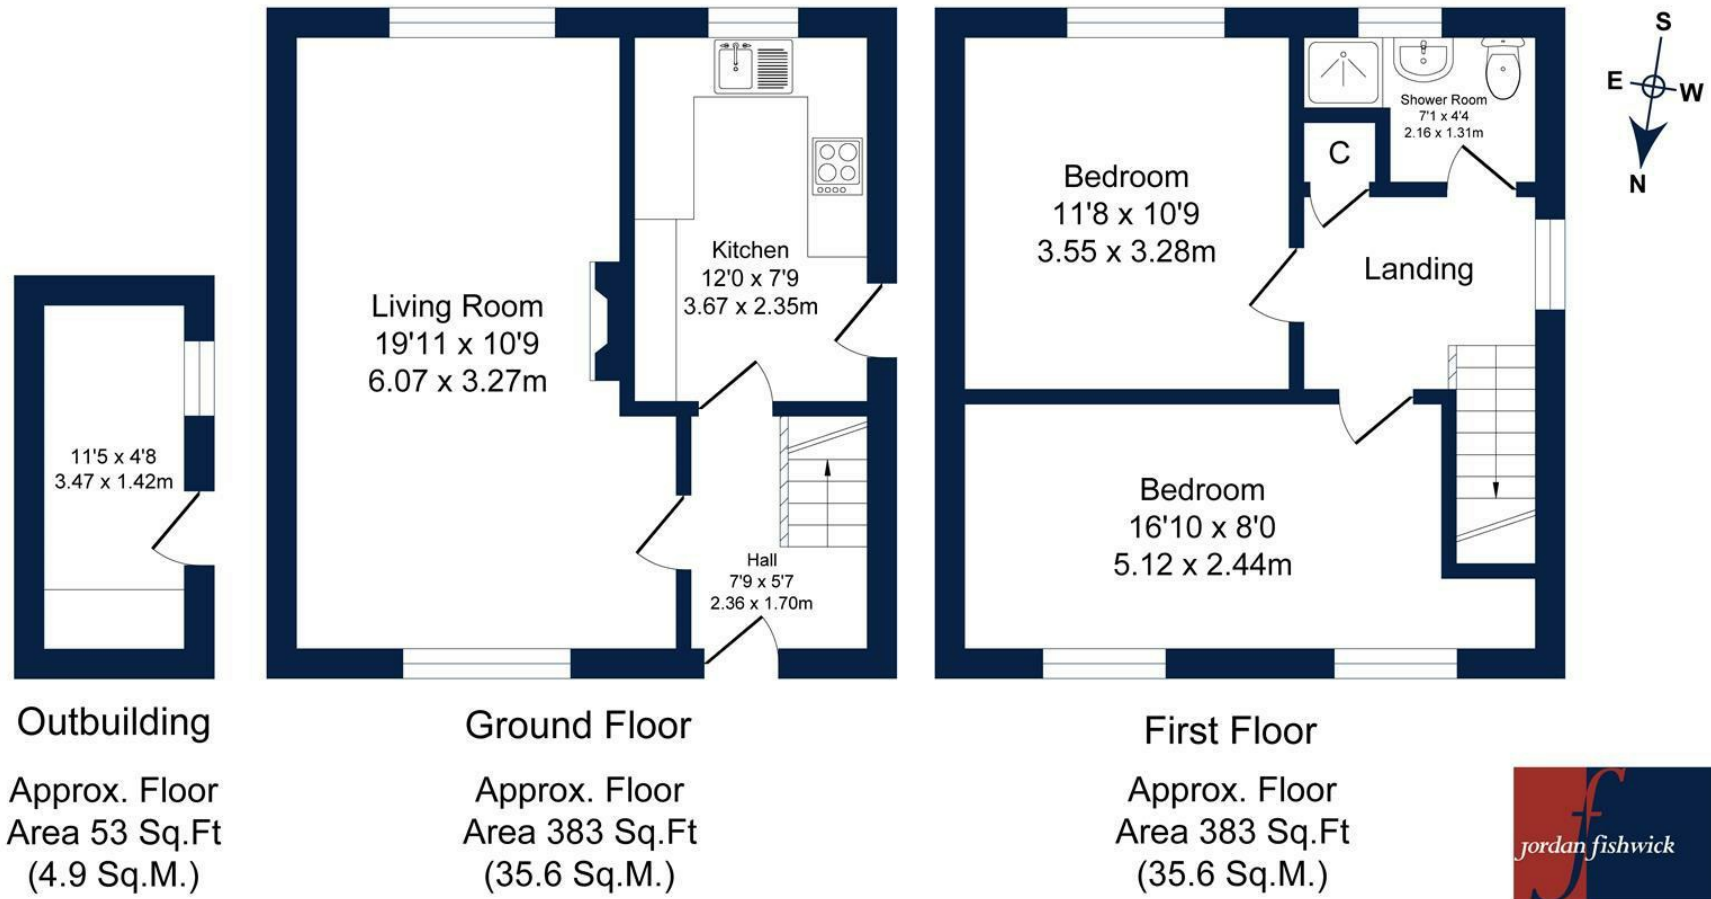 S
E
W
N
Shower Room
7'1 x 4'4
2.16 x 1.31m
C
Bedroom
11'8 x 10'9
3.55 x 3.28m
Kitchen
12'0 x 7'9
3.67 x 2.35m
Landing
Living Room
19'11 x 10'9
6.07 x 3.27m
11'5 x 4'8
3.47 x 1.42m
Bedroom
16'10 x 8'0
5.12 x 2.44m
Hall
7'9 x 5'7
2.36 x 1.70m
Outbuilding
Approx. Floor
Area 53 Sq.Ft
(4.9 Sq.M.)
Ground Floor
Approx. Floor
Area 383 Sq.Ft
(35.6 Sq.M.)
First Floor
Approx. Floor
Area 383 Sq.Ft
(35.6 Sq.M.)
f
jordan fishwick